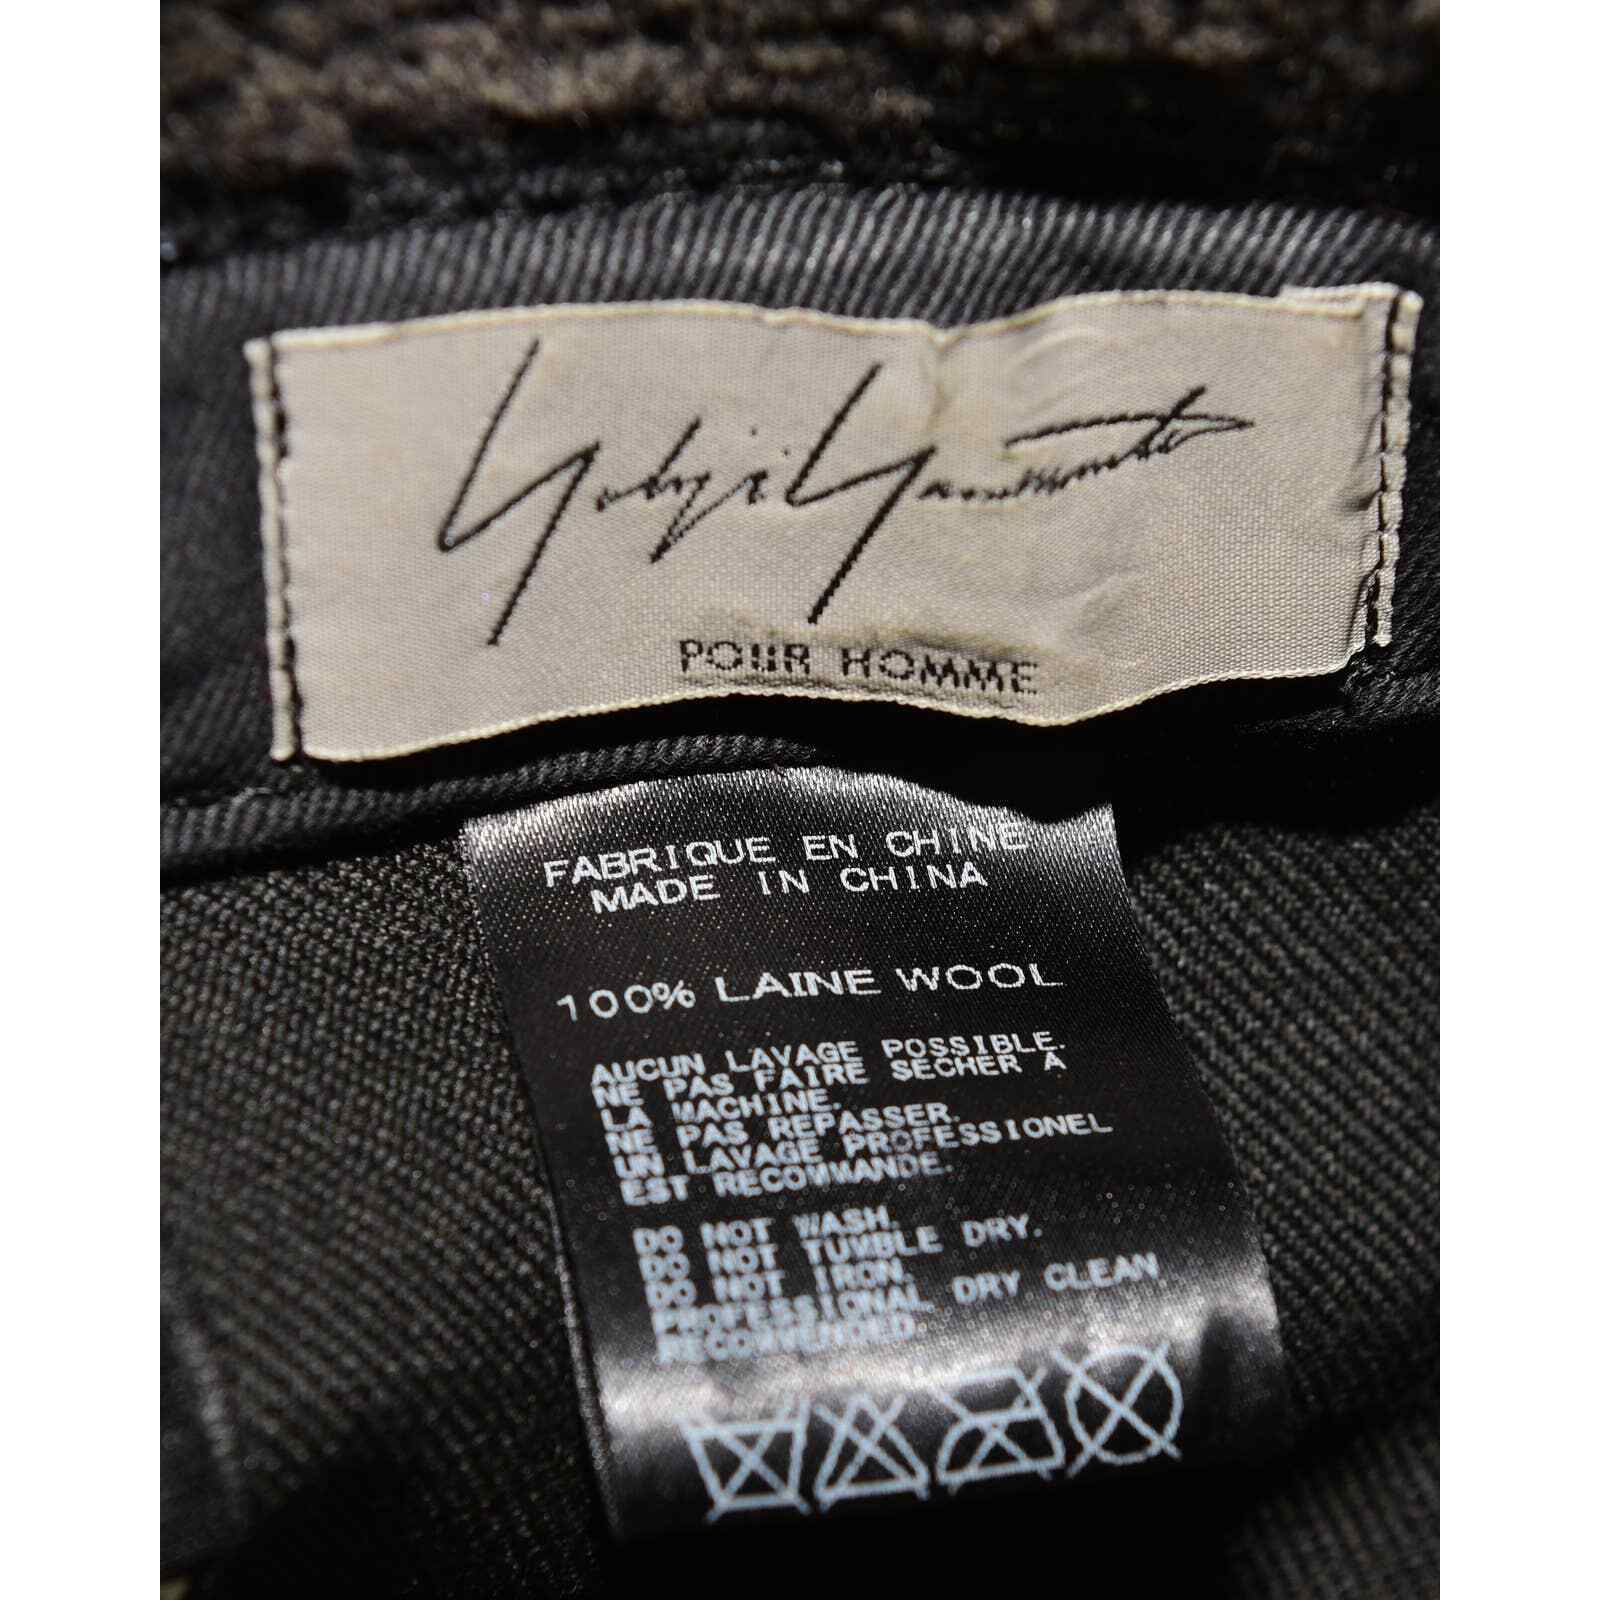 Yohji Yamamoto
POUR HOMME
FABRIQUE EN CHINE
MADE IN CHINA
100% LAINE WOOL
AUCUN LAVAGE POSSIBLE.
NE PAS FAIRE SECHER A
LA MACHINE.
NE PAS REPASSER.
UN LAVAGE PROFESSIONEL
EST RECOMMANDE.
DO NOT WASH.
DO NOT TUMBLE DRY.
DO NOT IRON.
PROFESSIONAL DRY CLEAN
RECOMMENDED.